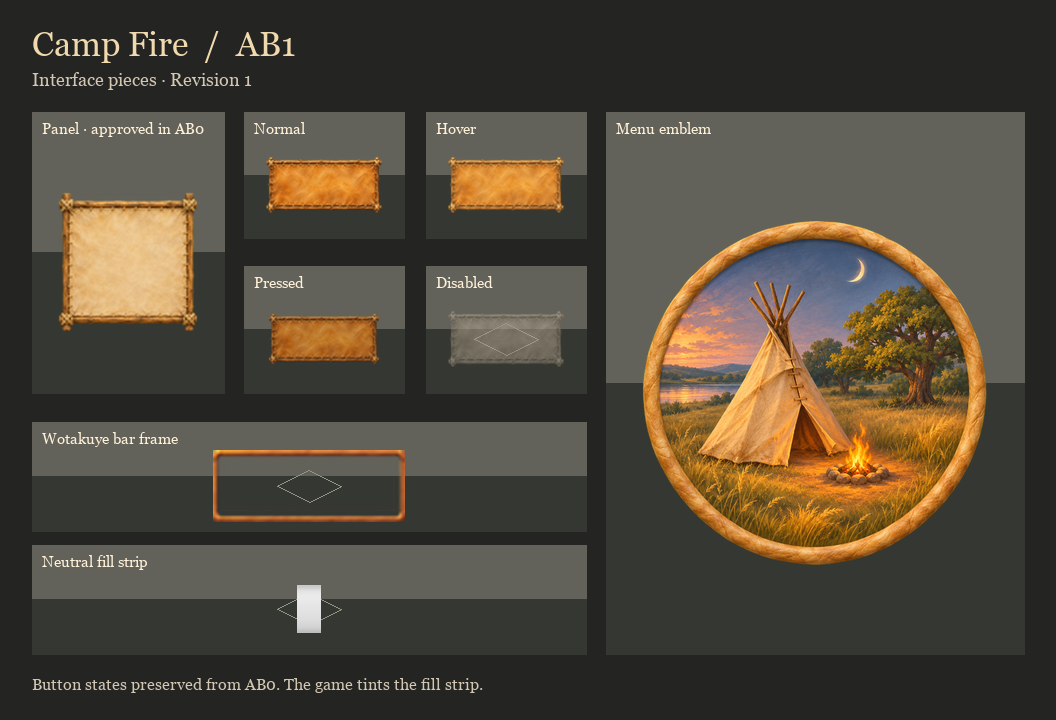 Camp Fire / AB1
Interface pieces · Revision 1
Panel · approved in AB0
Normal
Hover
Menu emblem
Pressed
Disabled
Wotakuye bar frame
Neutral fill strip
Button states preserved from AB0. The game tints the fill strip.